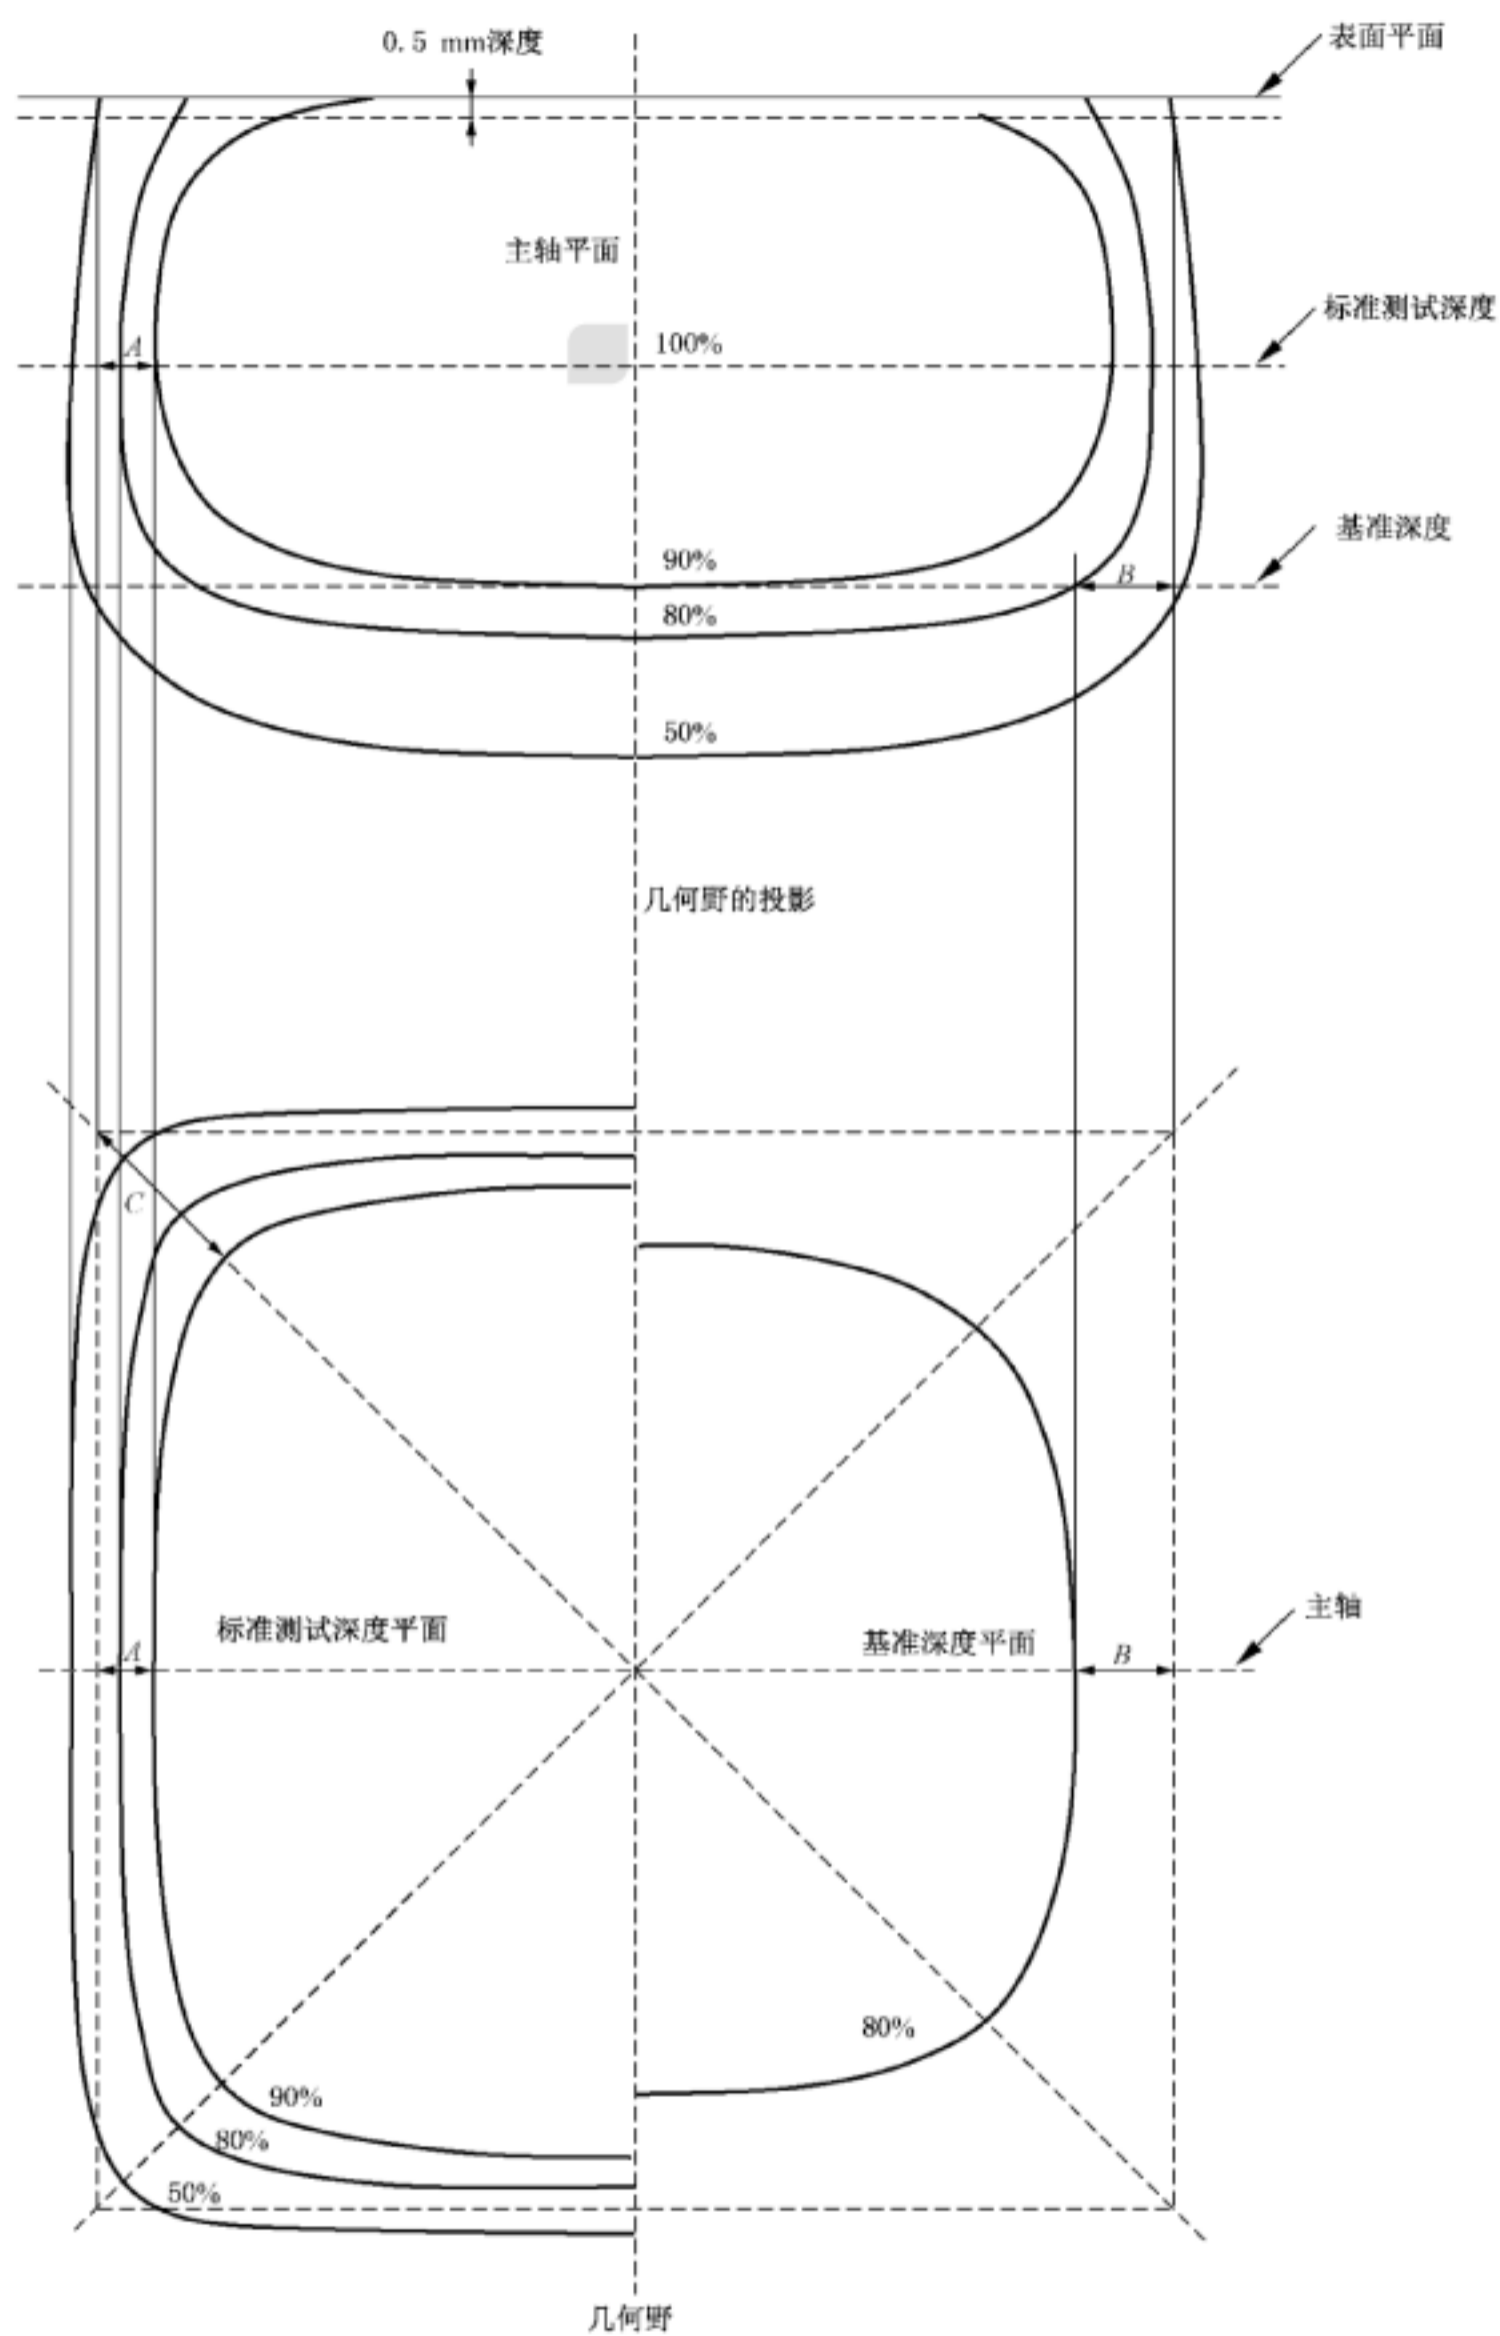 0.5 mm深度
表面平面
主轴平面
标准测试深度
A
100%
基准深度
90%
B
80%
50%
几何野的投影
C
标准测试深度平面
基准深度平面
主轴
A
B
80%
90%
80%
50%
几何野